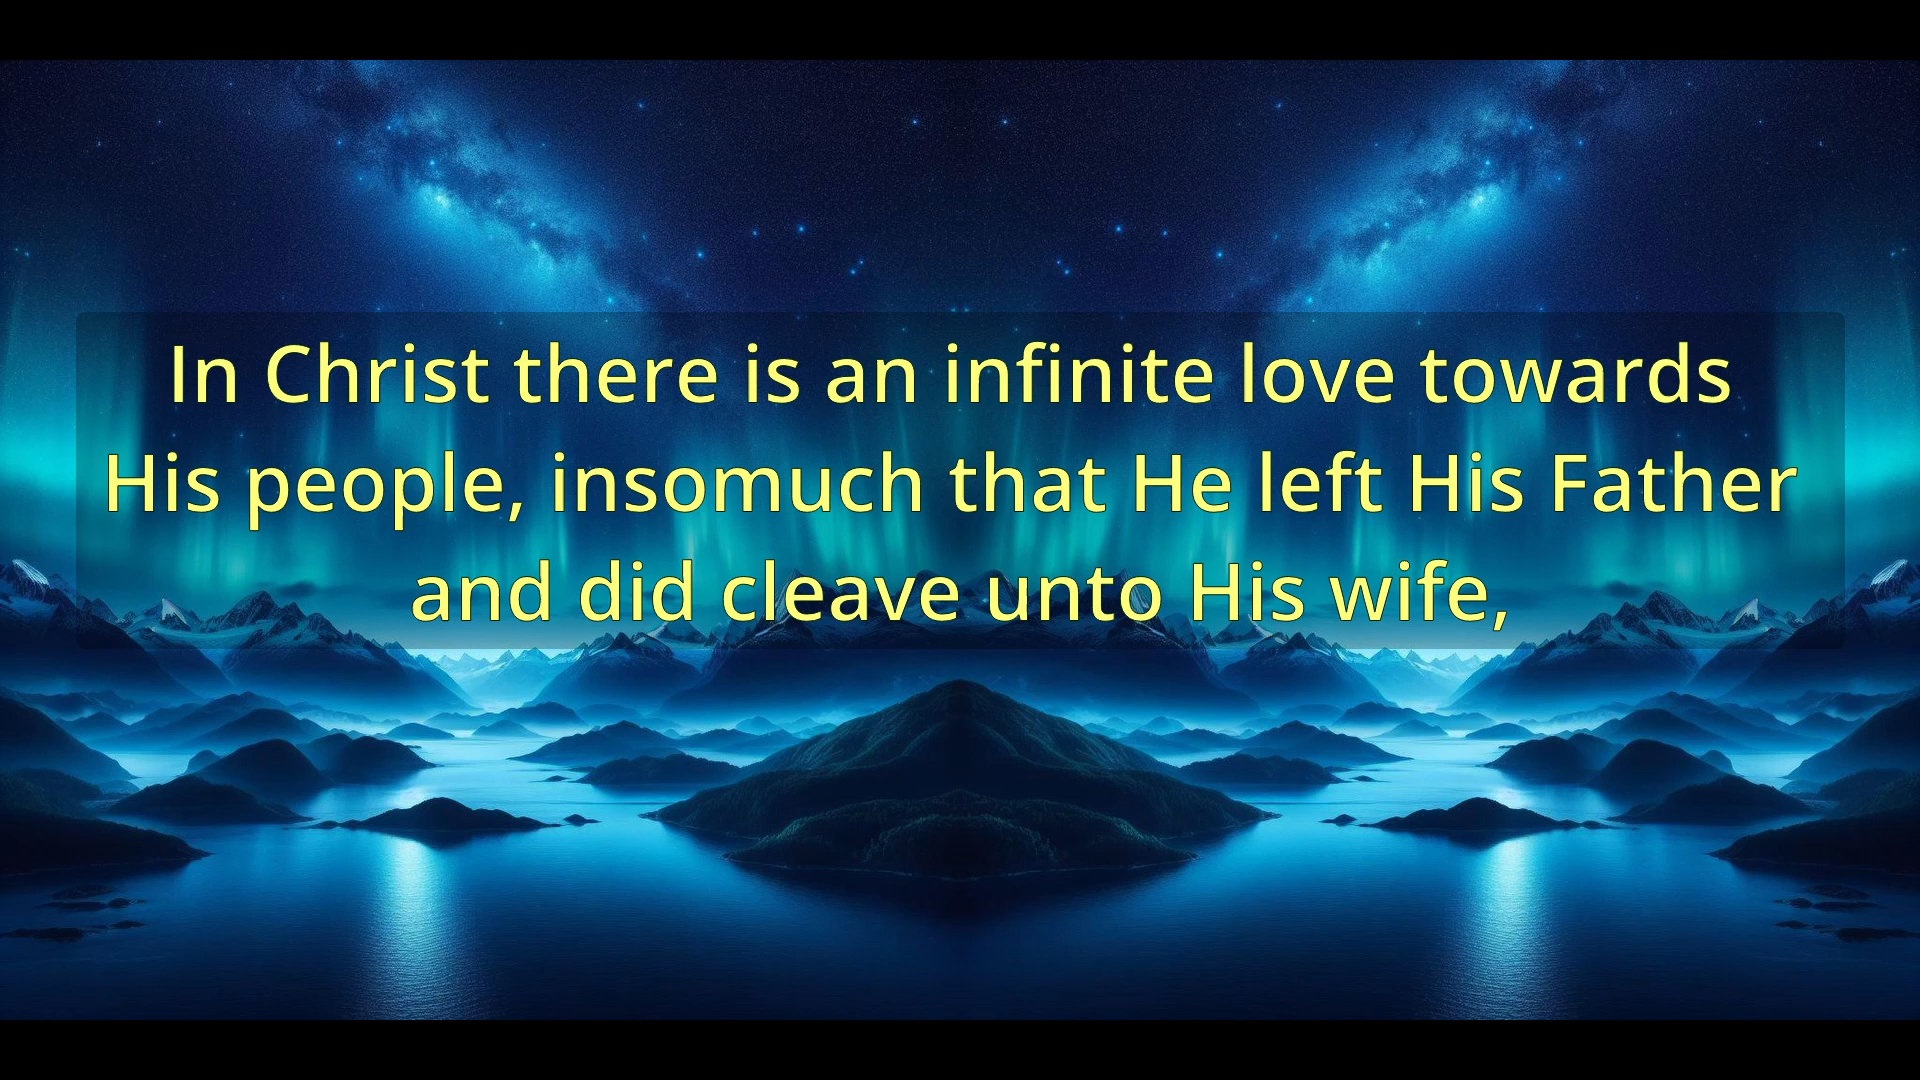 In Christ there is an infinite love towards
His people, insomuch that He left His Father
and did cleave unto His wife,